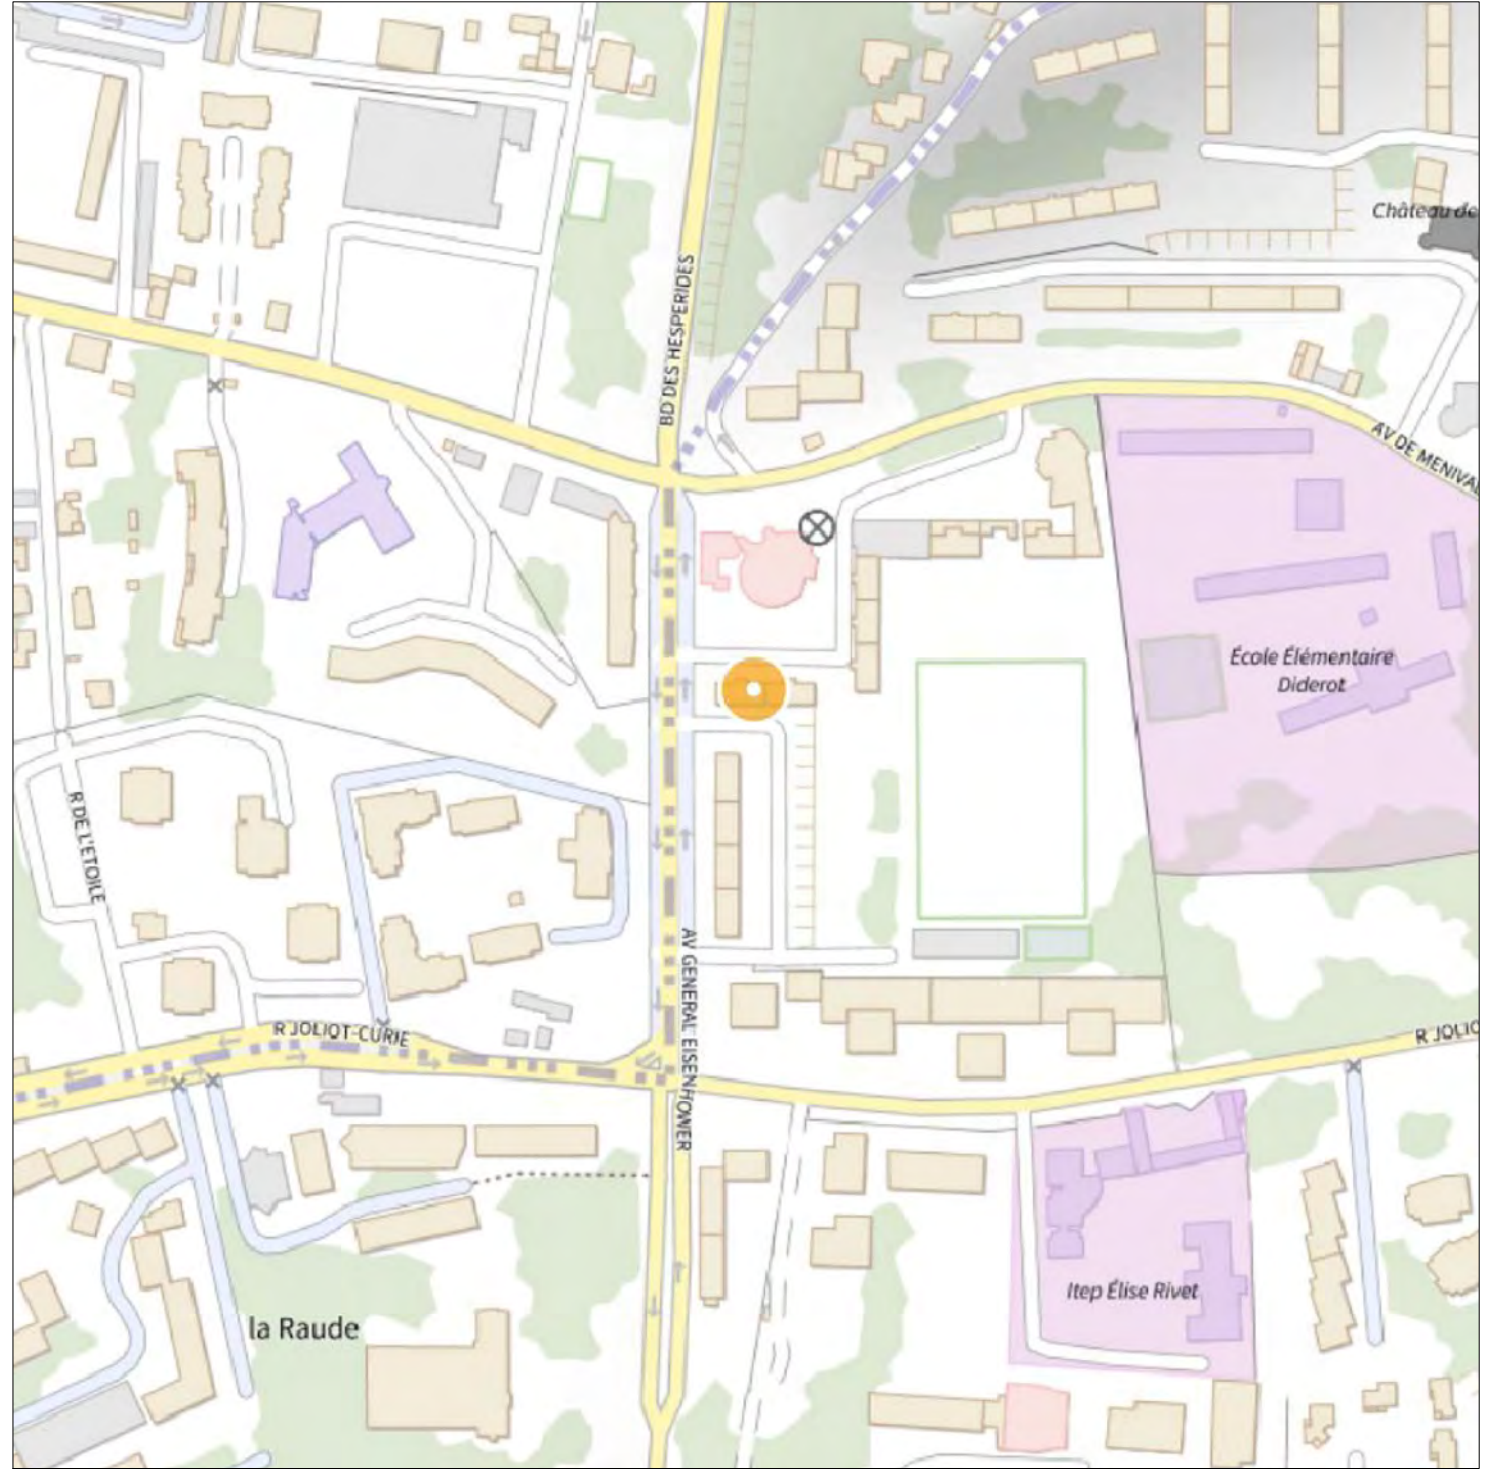 Château de
BD DES HESPERIDES
AV DE MENIVAL
École Élémentaire
Diderot
R DE L'ETOILE
AV GENERAL EISENHOWER
R JOLIOT-CURIE
R JOLIO
Itep Élise Rivet
la Raude